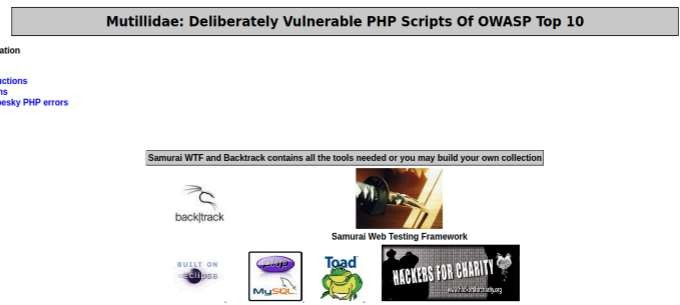 Mutillidae: Deliberately Vulnerable PHP Scripts Of OWASP Top 10
ation
uctions
ns
pesky PHP errors
Samurai WTF and Backtrack contains all the tools needed or you may build your own collection
back|track
Samurai Web Testing Framework
BUILT ON
eclipse
php
MySQL
Toad
HACKERS FOR CHARITY